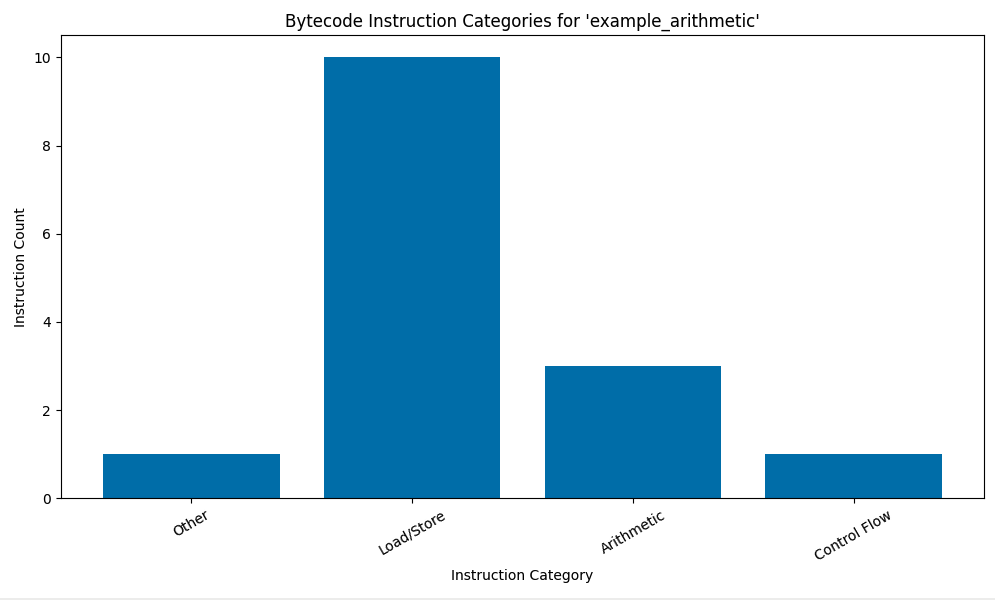 Bytecode Instruction Categories for 'example_arithmetic'
Instruction Count
10
8
6
4
2
0
Other
Load/Store
Arithmetic
Control Flow
Instruction Category